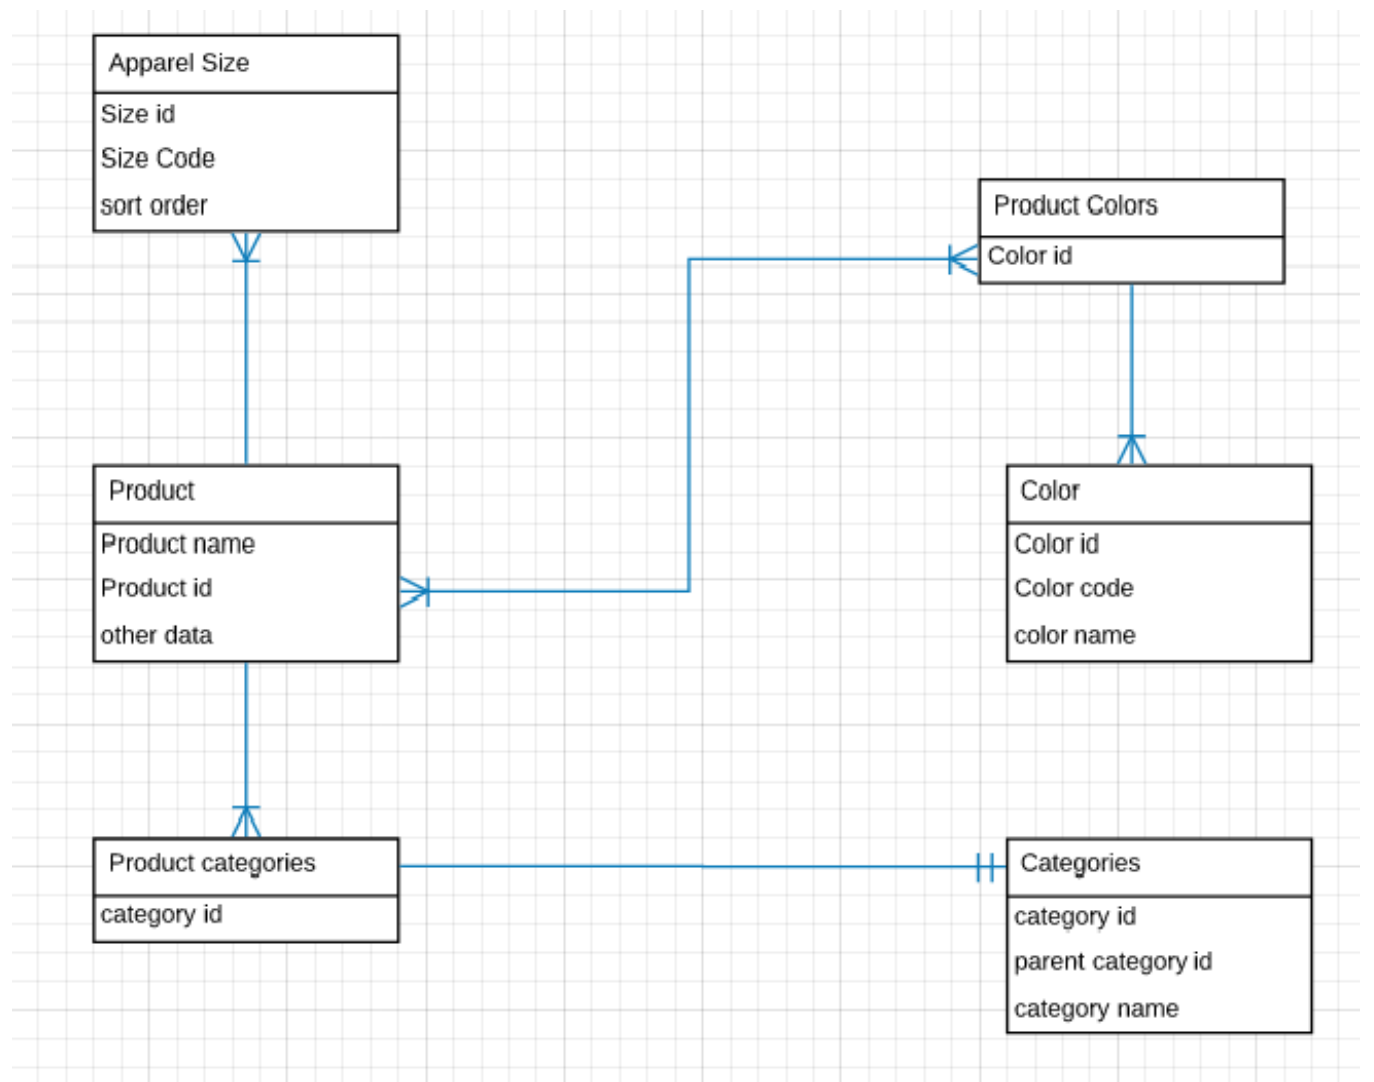 Apparel Size
Size id
Size Code
sort order
Product Colors
Color id
Product
Product name
Product id
other data
Color
Color id
Color code
color name
Product categories
category id
Categories
category id
parent category id
category name